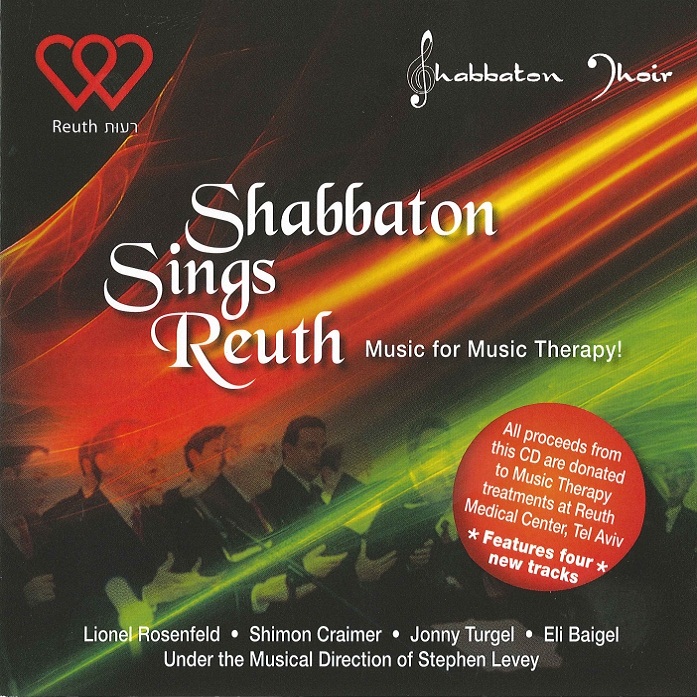 Reuth רעות
Shabbaton Choir
Shabbaton
Sings
Reuth
Music for Music Therapy!
All proceeds from
this CD are donated
to Music Therapy
treatments at Reuth
Medical Center, Tel Aviv
* Features four *
new tracks
Lionel Rosenfeld • Shimon Craimer • Jonny Turgel • Eli Baigel
Under the Musical Direction of Stephen Levey